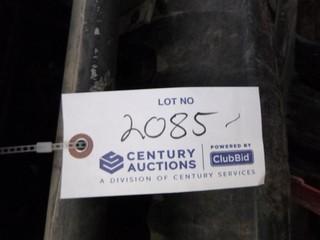 LOT NO
2085
CENTURY AUCTIONS
POWERED BY
ClubBid
A DIVISION OF CENTURY SERVICES